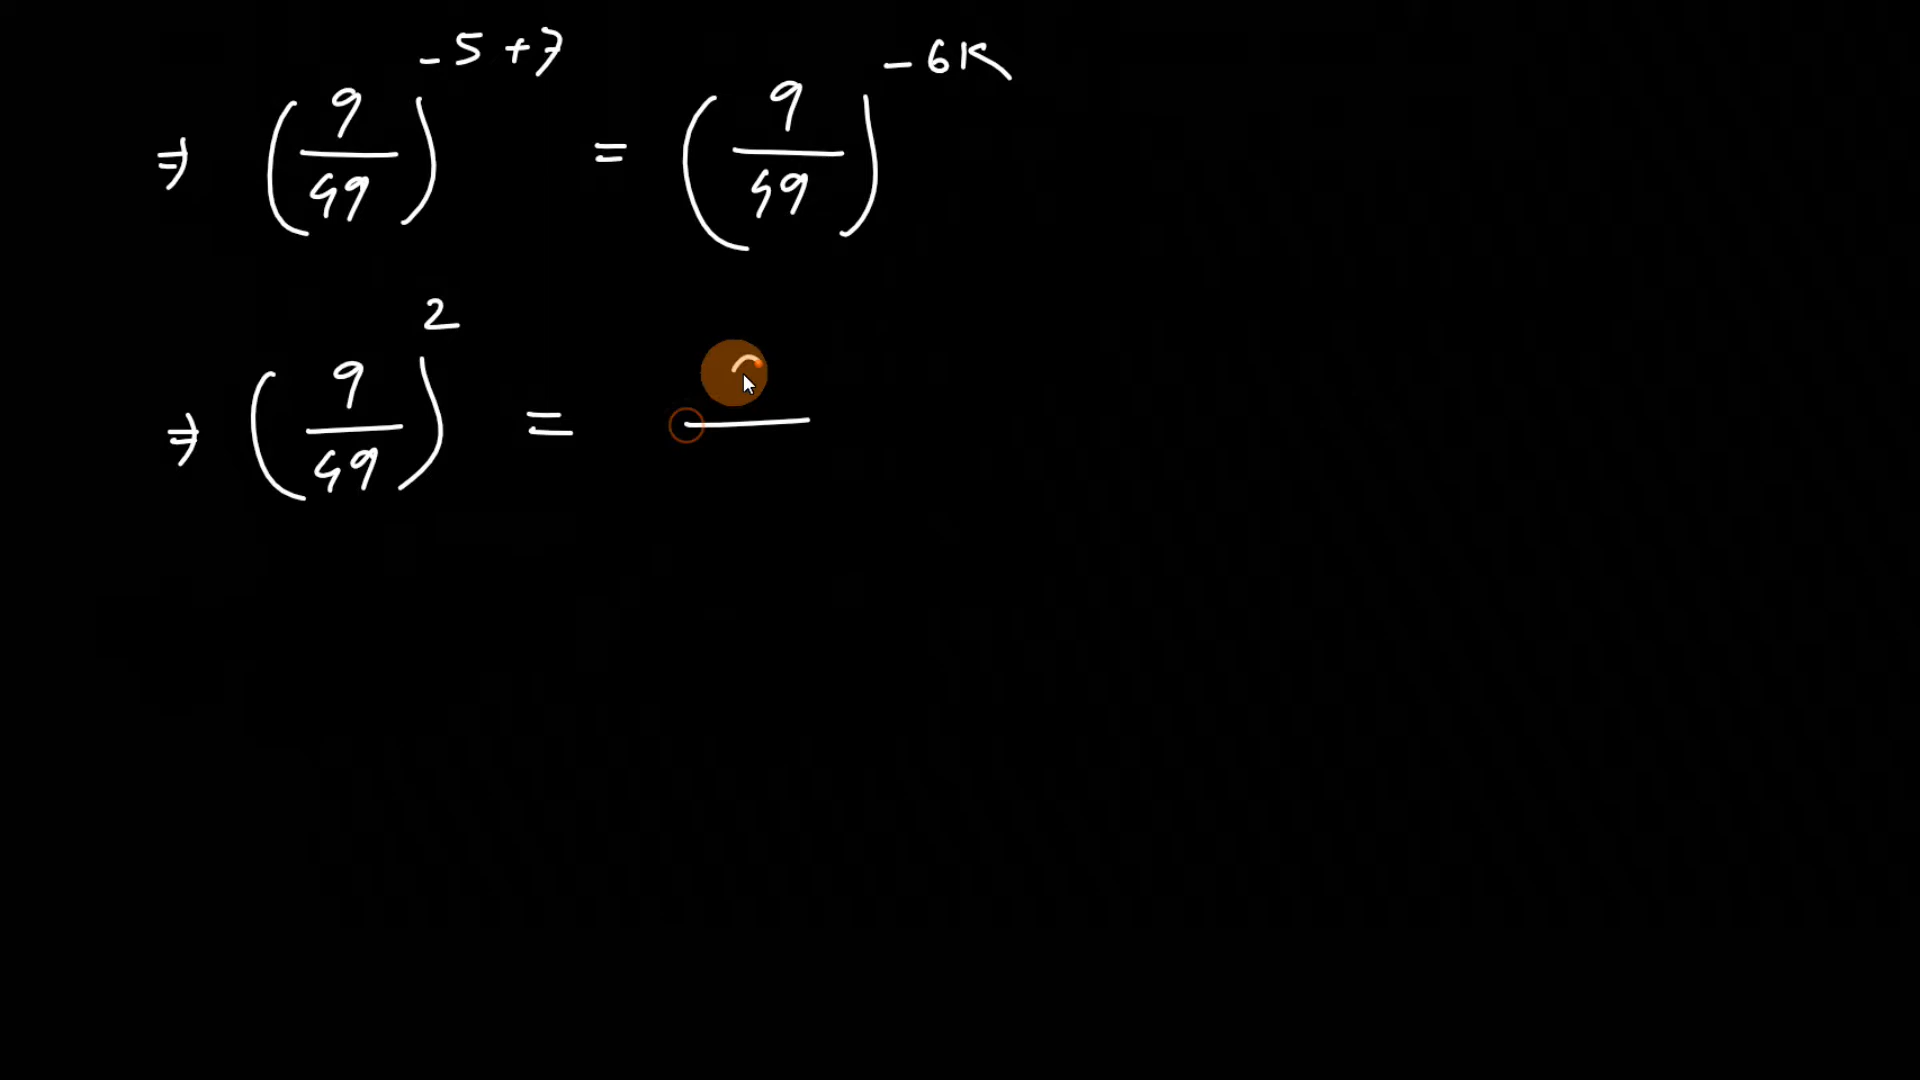 ⇒ (9/49)^{-5+7} = (9/49)^{-6K}
⇒ (9/49)^{2} =